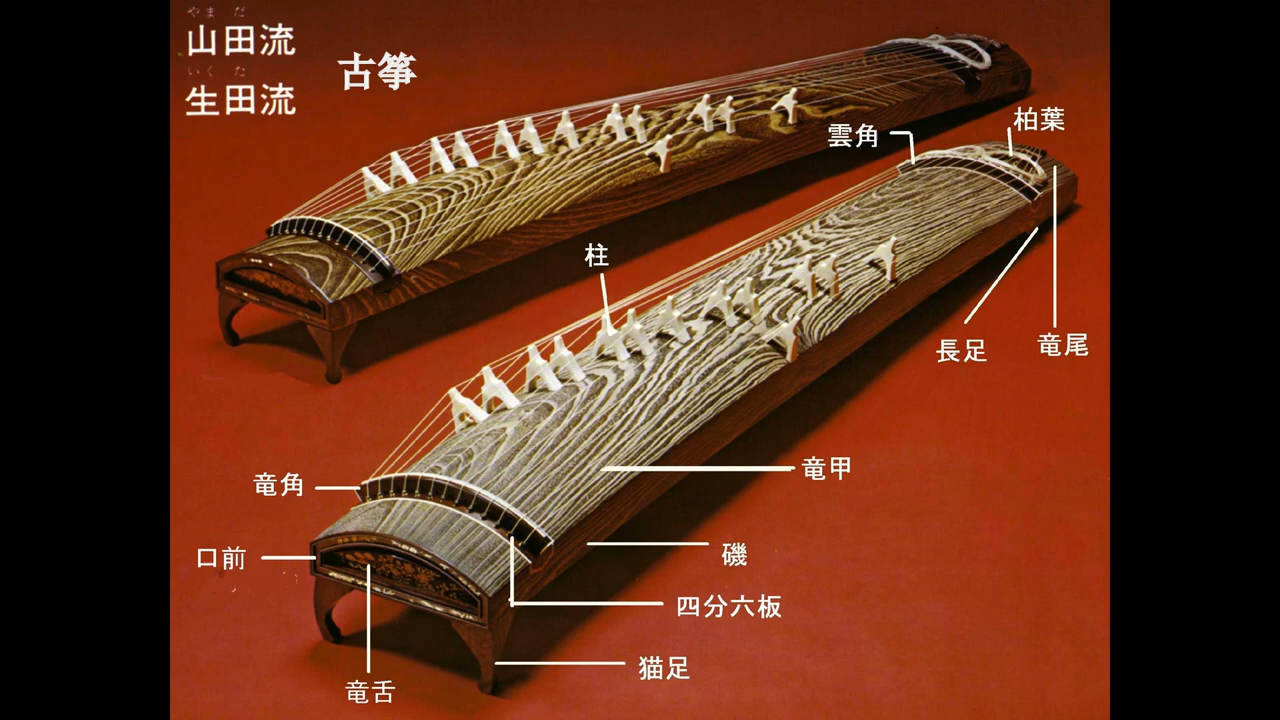 やまだ
山田流
いくた
生田流
古筝
雲角
柏葉
柱
長足
竜尾
竜角
竜甲
口前
磯
四分六板
猫足
竜舌